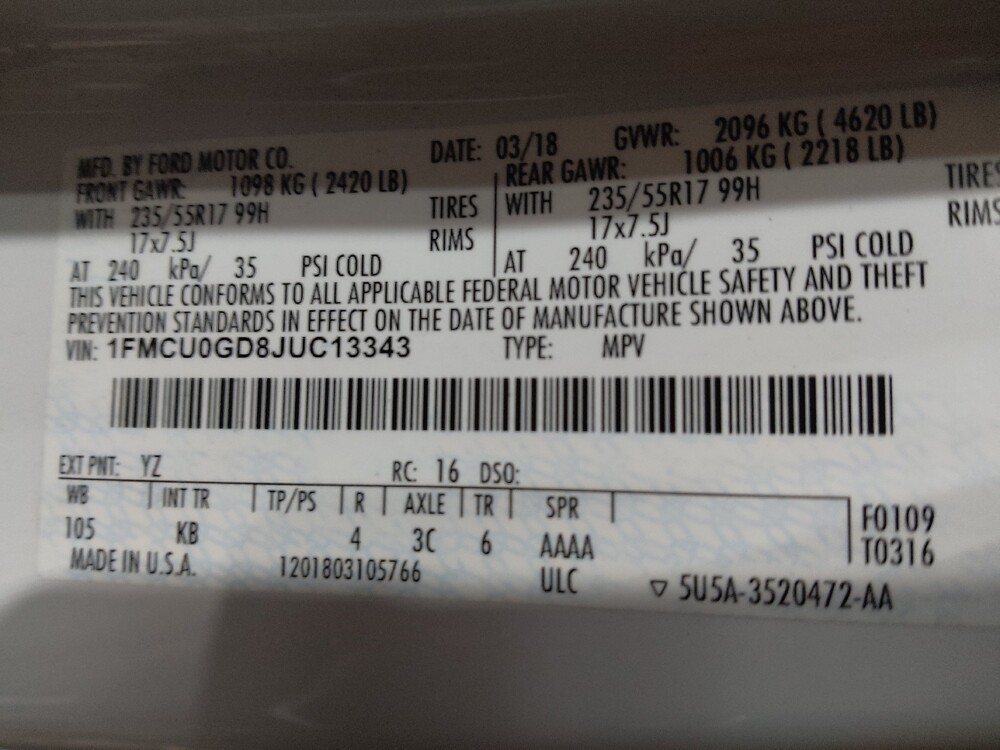 MFD. BY FORD MOTOR CO. DATE: 03/18 GVWR: 2096 KG ( 4620 LB)
FRONT GAWR: 1098 KG ( 2420 LB) REAR GAWR: 1006 KG ( 2218 LB)
WITH 235/55R17 99H TIRES WITH 235/55R17 99H TIRES
17x7.5J RIMS 17x7.5J RIMS
AT 240 kPa/ 35 PSI COLD AT 240 kPa/ 35 PSI COLD
THIS VEHICLE CONFORMS TO ALL APPLICABLE FEDERAL MOTOR VEHICLE SAFETY AND THEFT
PREVENTION STANDARDS IN EFFECT ON THE DATE OF MANUFACTURE SHOWN ABOVE.
VIN: 1FMCU0GD8JUC13343 TYPE: MPV
EXT PNT: YZ RC: 16 DSO:
WB INT TR TP/PS R AXLE TR SPR F0109
105 KB 4 3C 6 AAAA T0316
MADE IN U.S.A. 1201803105766 ULC ▽ 5U5A-3520472-AA